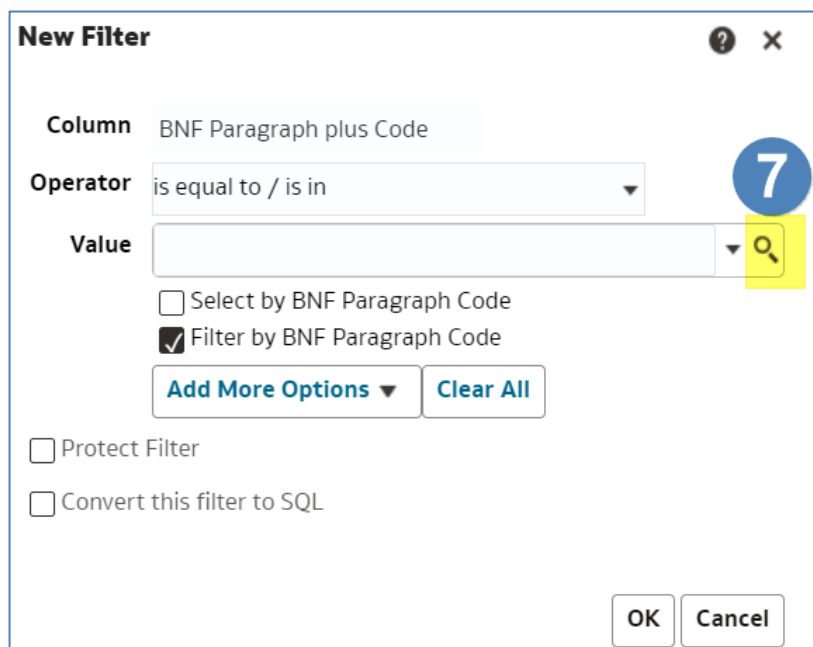 New Filter
Column BNF Paragraph plus Code
7
Operator is equal to / is in
Value
Select by BNF Paragraph Code
Filter by BNF Paragraph Code
Add More Options Clear All
Protect Filter
Convert this filter to SQL
OK Cancel